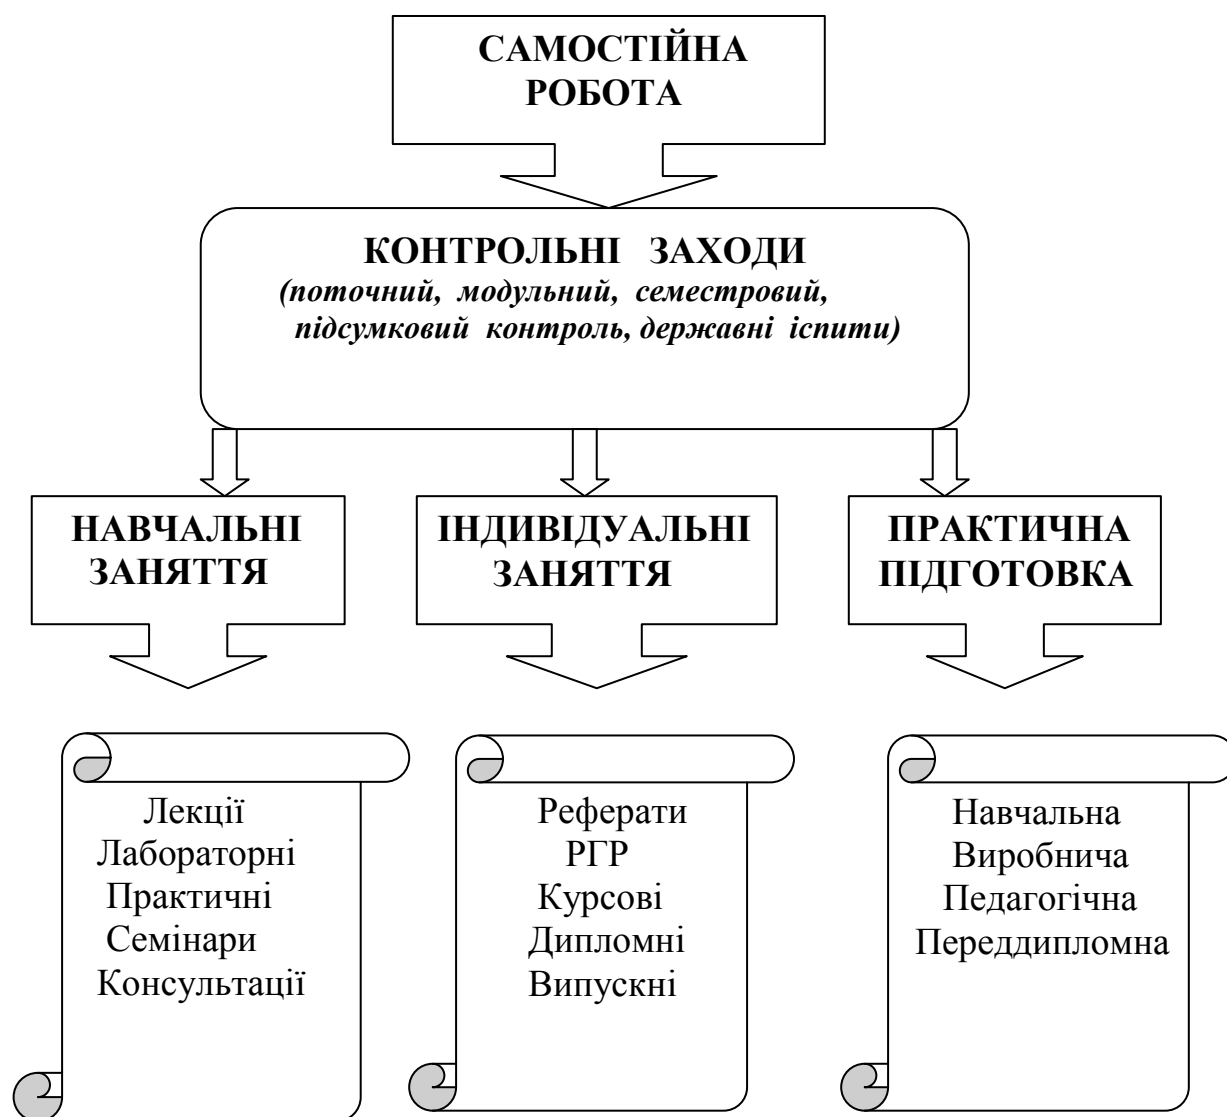 САМОСТІЙНА
РОБОТА
КОНТРОЛЬНІ ЗАХОДИ
(поточний, модульний, семестровий,
підсумковий контроль, державні іспити)
НАВЧАЛЬНІ
ЗАНЯТТЯ
ІНДИВІДУАЛЬНІ
ЗАНЯТТЯ
ПРАКТИЧНА
ПІДГОТОВКА
Лекції
Лабораторні
Практичні
Семінари
Консультації
Реферати
РГР
Курсові
Дипломні
Випускні
Навчальна
Виробнича
Педагогічна
Переддипломна